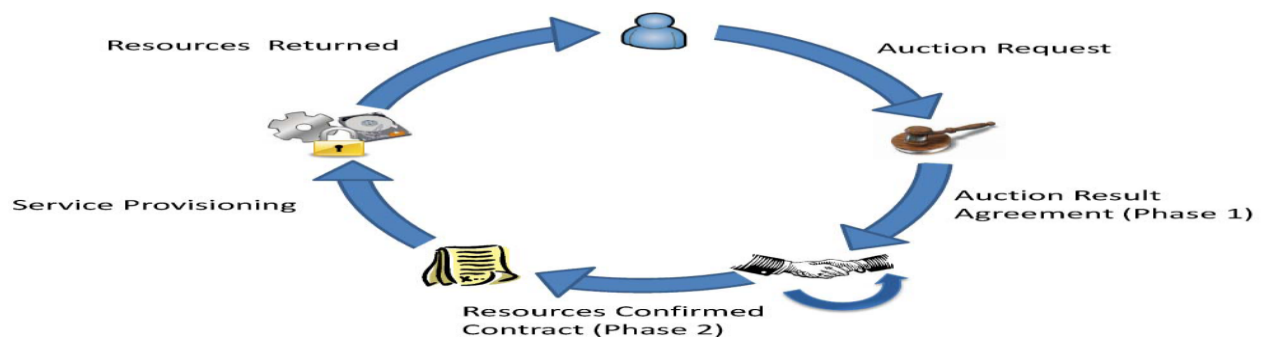 Resources Returned
Auction Request
Service Provisioning
Auction Result
Agreement (Phase 1)
Resources Confirmed
Contract (Phase 2)